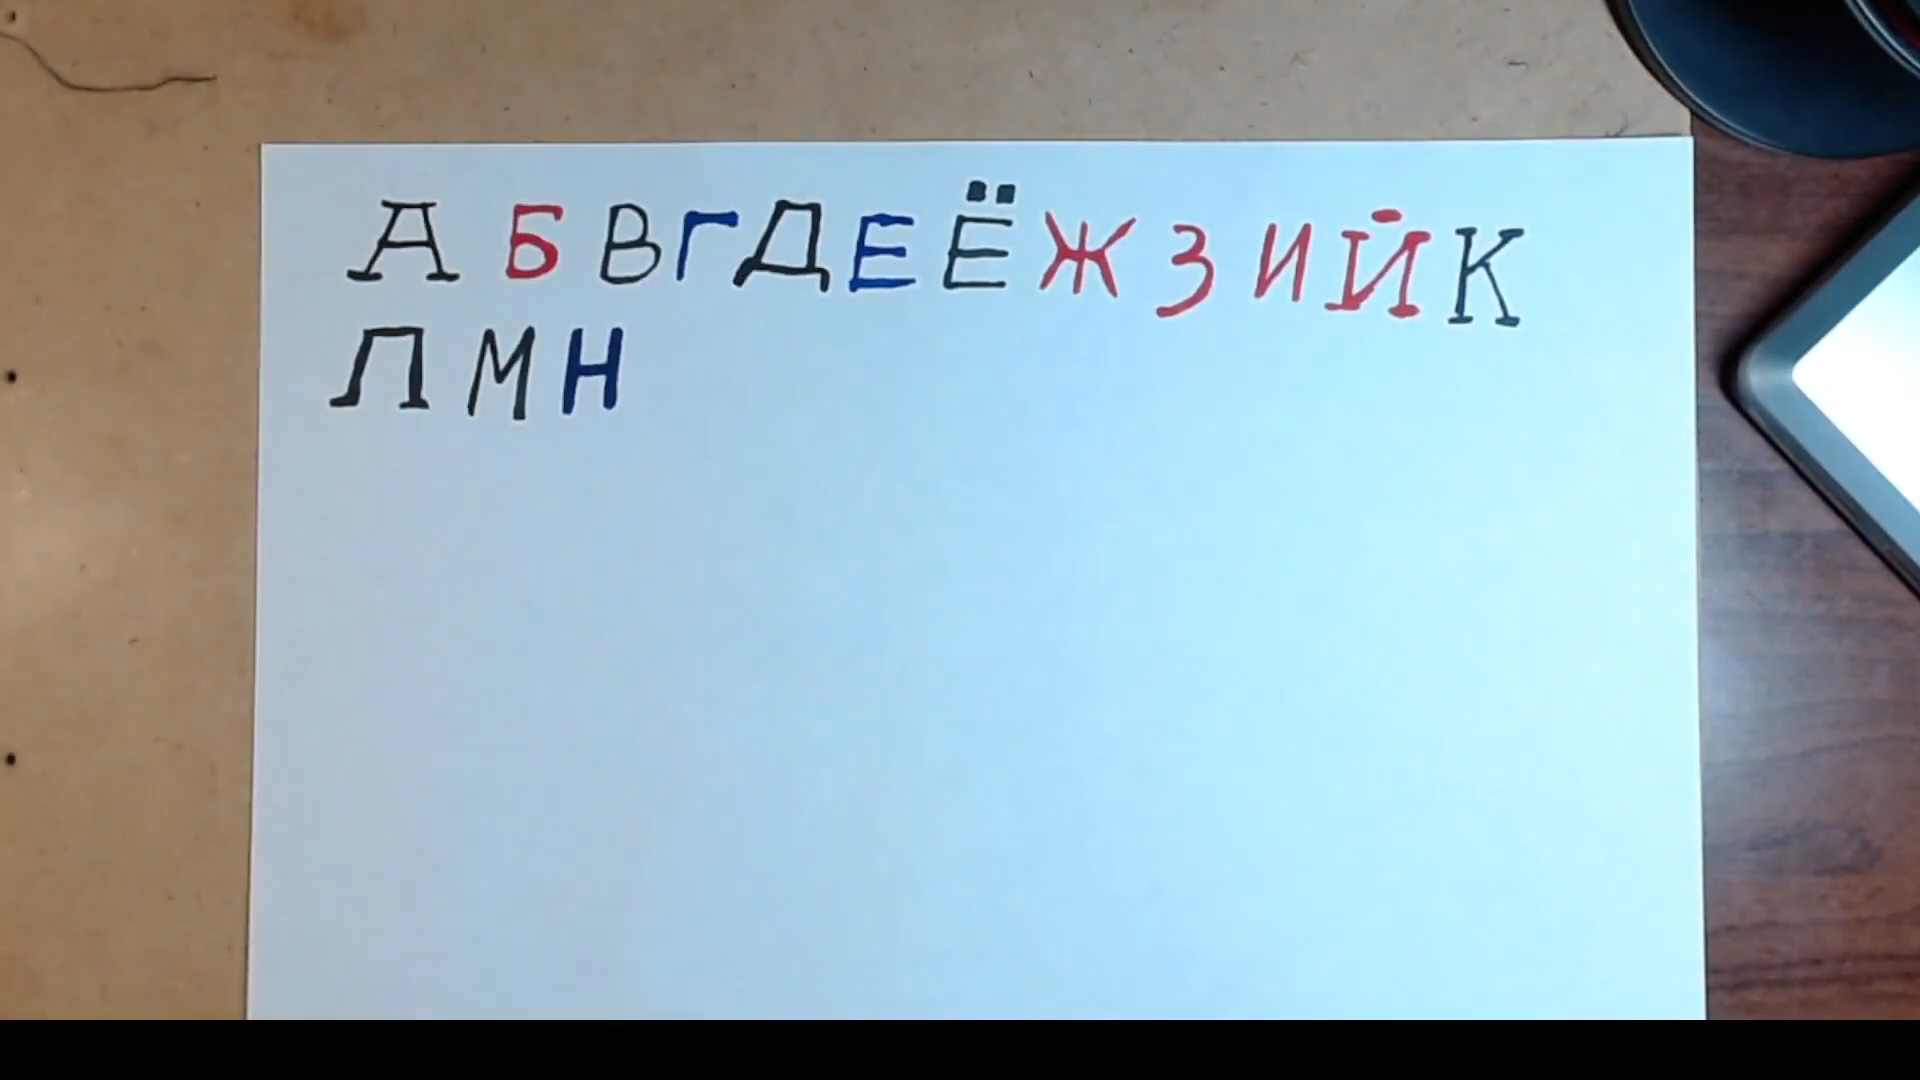 А Б В Г Д Е Ё Ж З И Й К
Л М Н